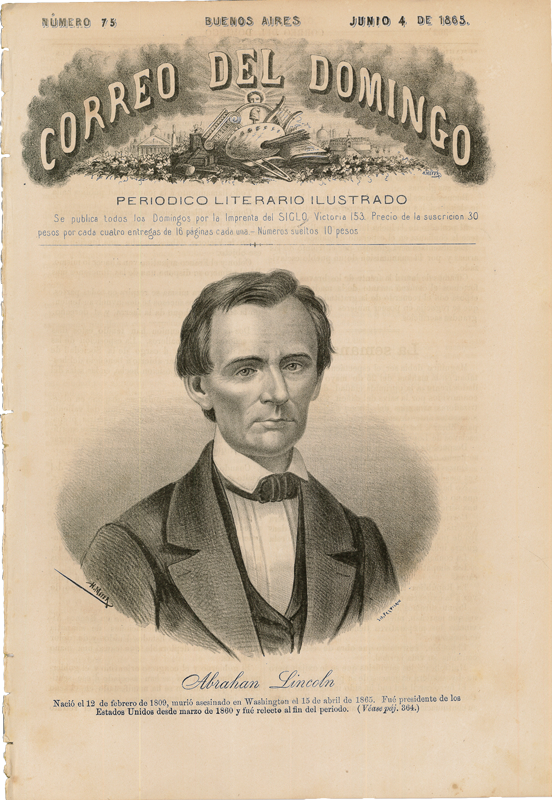 NÚMERO 75 BUENOS AIRES JUNIO 4 DE 1865.
CORREO DEL DOMINGO
PERIODICO LITERARIO ILUSTRADO
Se publica todos los Domingos por la Imprenta del SIGLO, Victoria 153. Precio de la suscricion 30
pesos por cada cuatro entregas de 16 páginas cada una – Numeros sueltos 10 pesos
Abrahan Lincoln
Nació el 12 de febrero de 1809, murió asesinado en Washington el 15 de abril de 1865. Fué presidente de los
Estados Unidos desde marzo de 1860 y fué relecto al fin del periodo. (Véase páj. 364.)